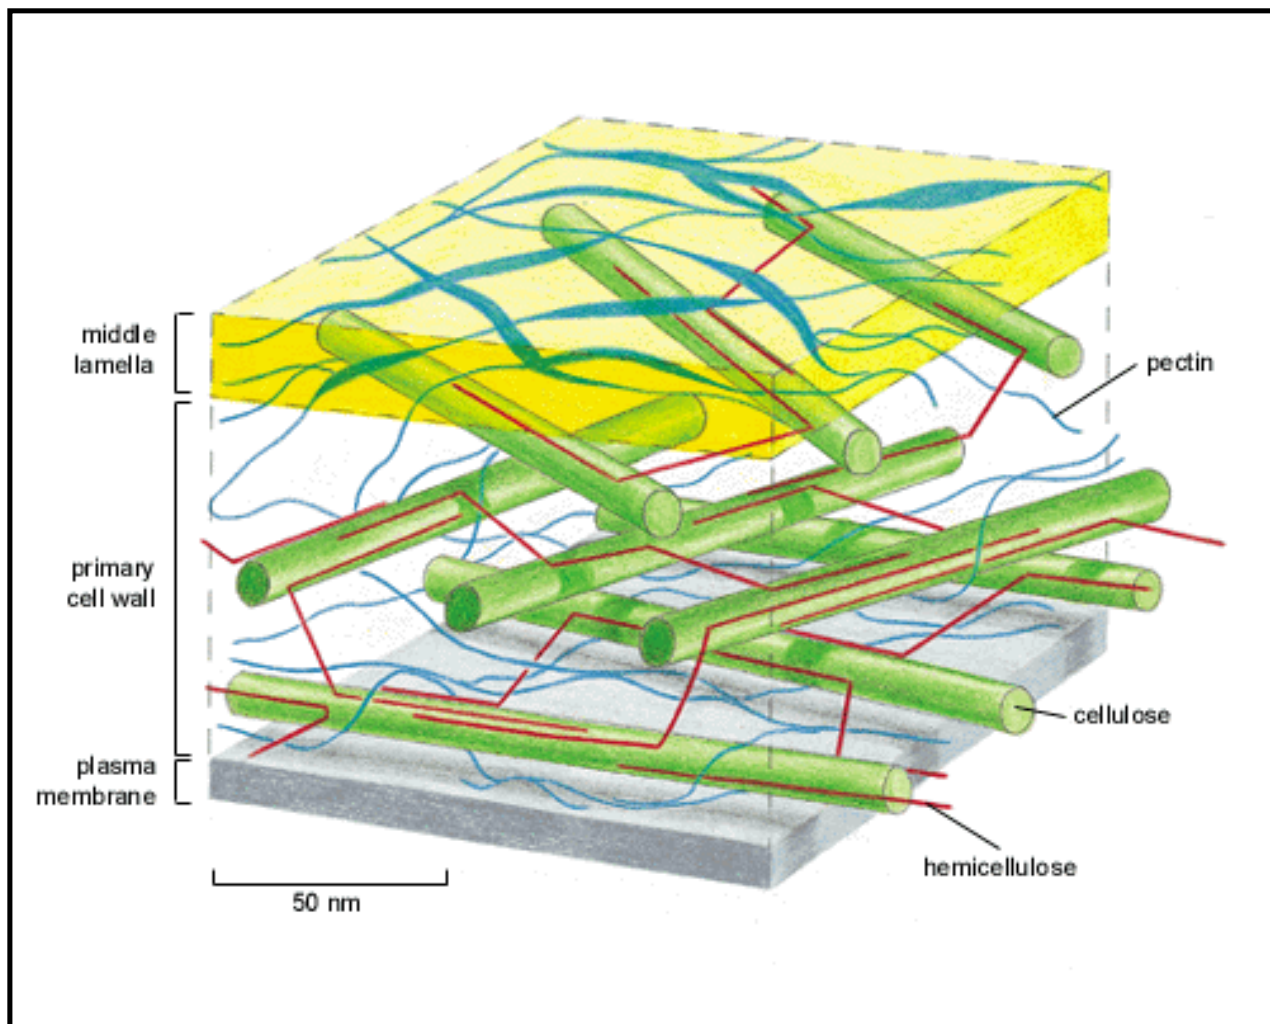 middle
lamella
pectin
primary
cell wall
cellulose
plasma
membrane
hemicellulose
50 nm